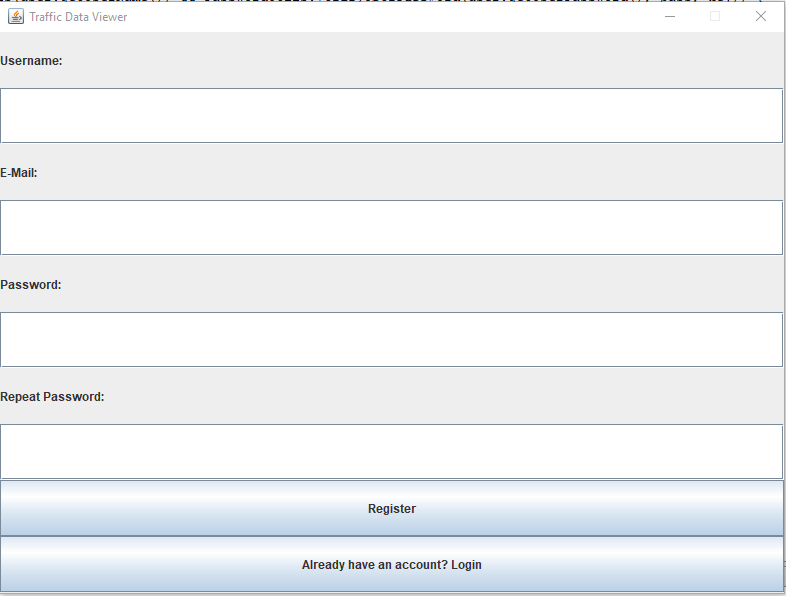 Traffic Data Viewer
Username:
E-Mail:
Password:
Repeat Password:
Register
Already have an account? Login